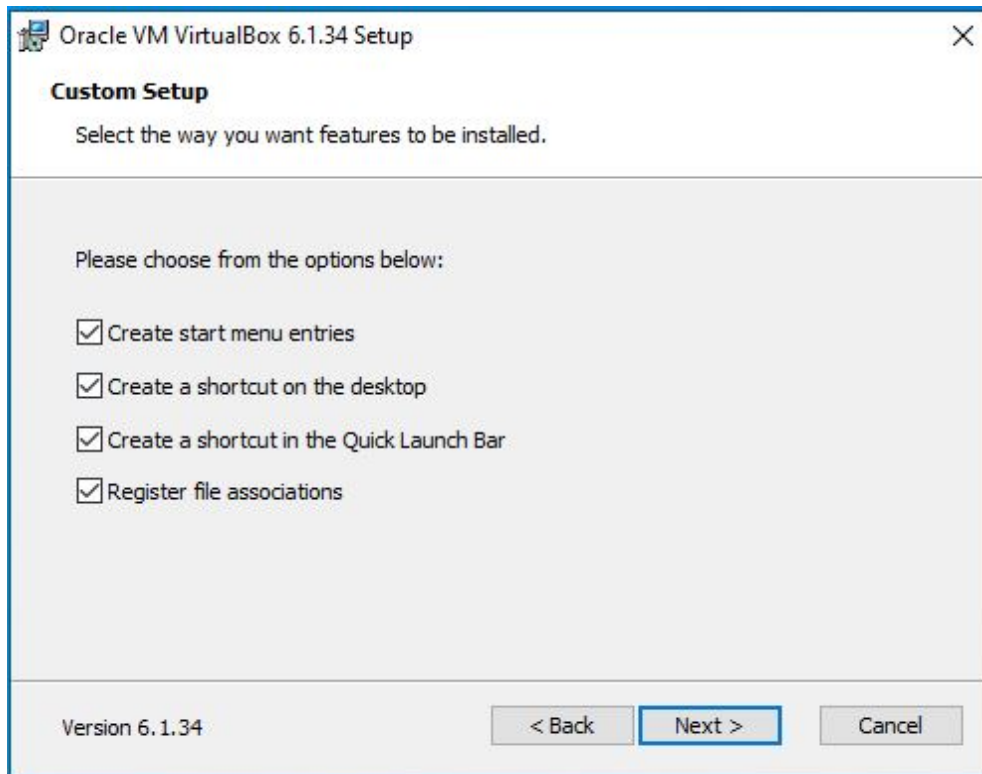 Oracle VM VirtualBox 6.1.34 Setup
Custom Setup
Select the way you want features to be installed.
Please choose from the options below:
Create start menu entries
Create a shortcut on the desktop
Create a shortcut in the Quick Launch Bar
Register file associations
Version 6.1.34
< Back
Next >
Cancel